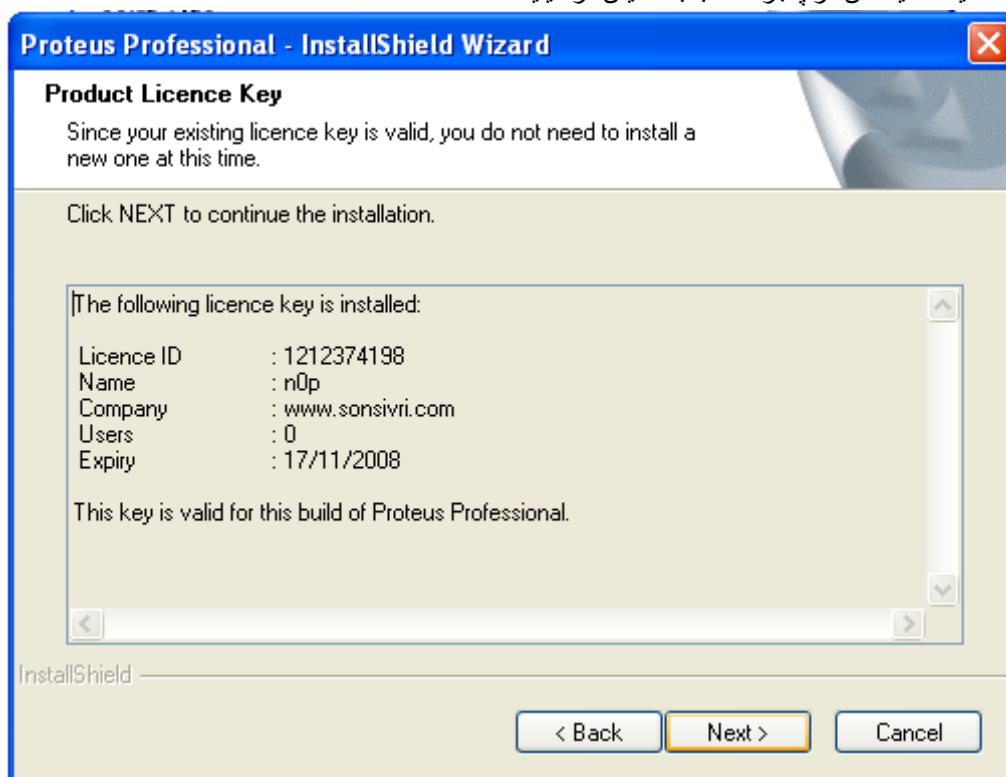 Proteus Professional - InstallShield Wizard
Product Licence Key
Since your existing licence key is valid, you do not need to install a
new one at this time.
Click NEXT to continue the installation.
The following licence key is installed:
Licence ID : 1212374198
Name : n0p
Company : www.sonsivri.com
Users : 0
Expiry : 17/11/2008
This key is valid for this build of Proteus Professional.
InstallShield
< Back
Next >
Cancel